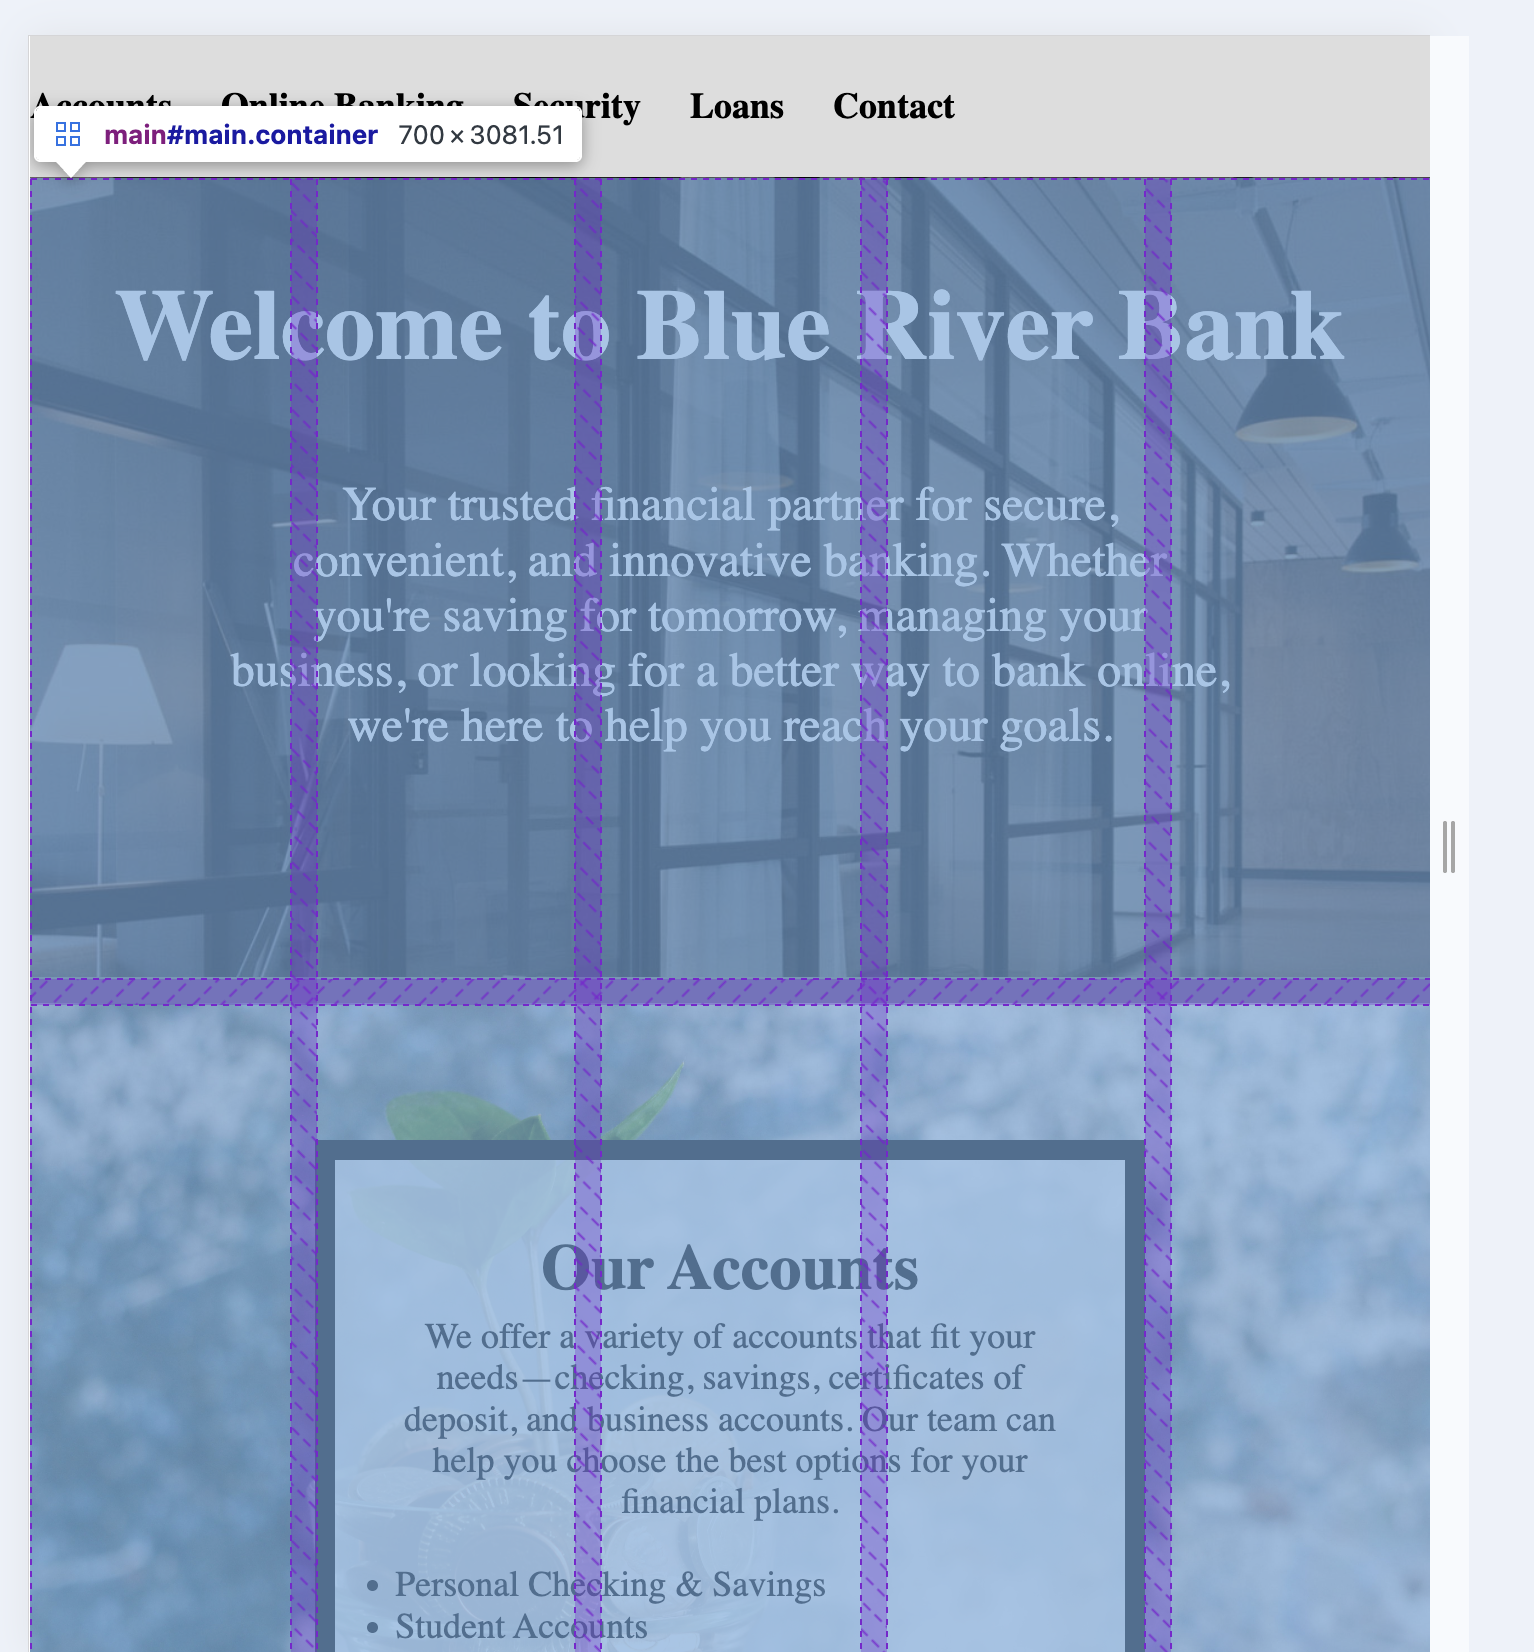 Accounts Online Banking Security Loans Contact
main#main.container 700 × 3081.51
Welcome to Blue River Bank
Your trusted financial partner for secure,
convenient, and innovative banking. Whether
you're saving for tomorrow, managing your
business, or looking for a better way to bank online,
we're here to help you reach your goals.
Our Accounts
We offer a variety of accounts that fit your
needs—checking, savings, certificates of
deposit, and business accounts. Our team can
help you choose the best options for your
financial plans.
• Personal Checking & Savings
• Student Accounts